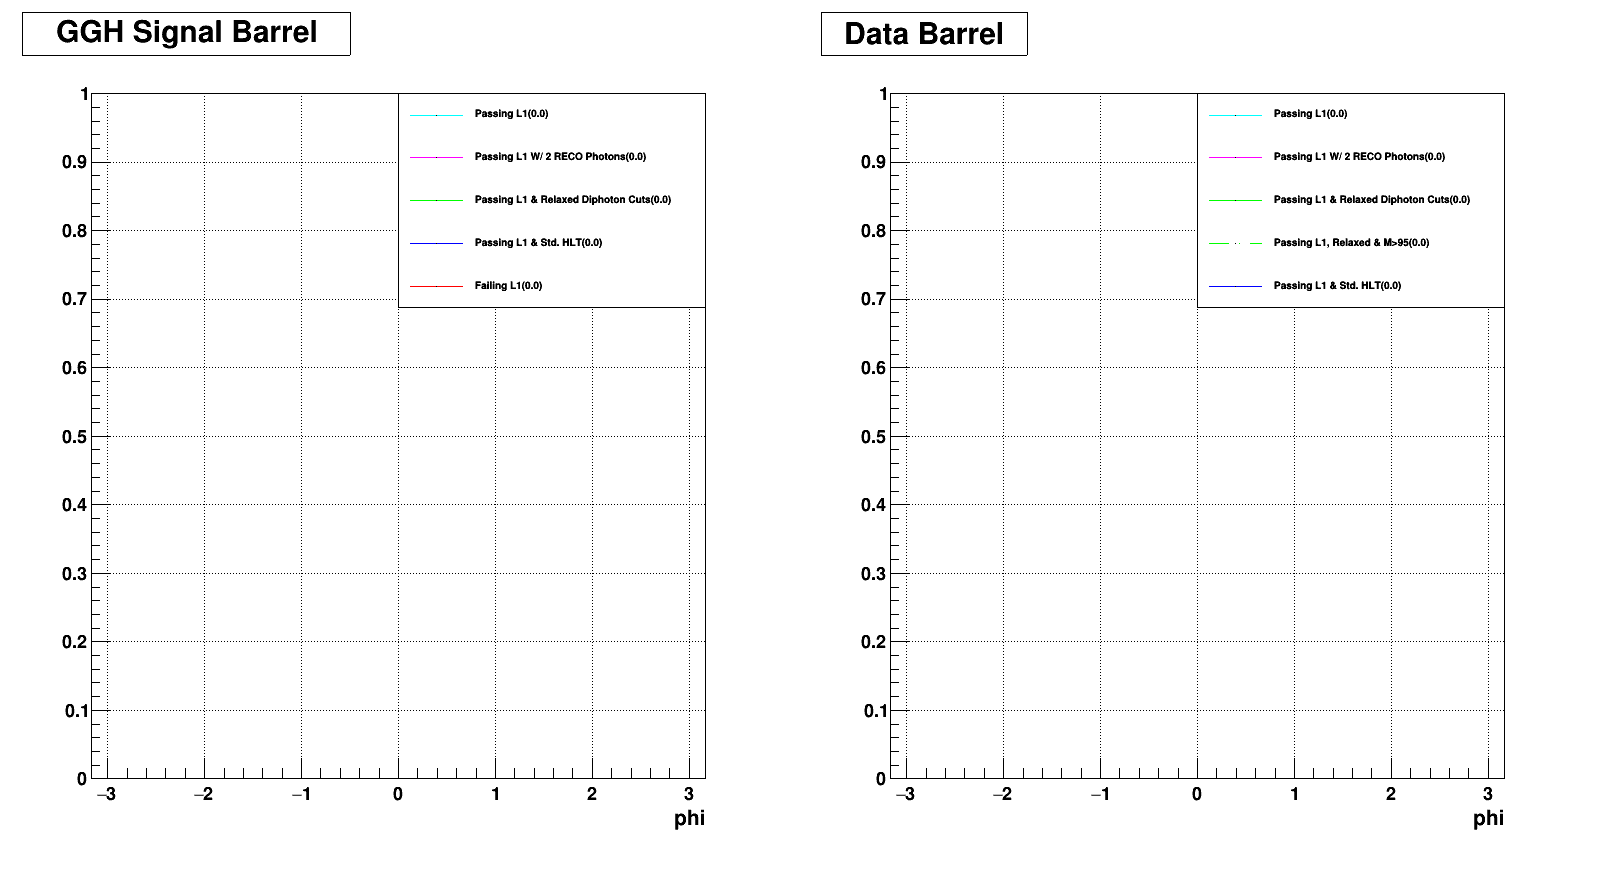 GGH Signal Barrel
1
0.9
0.8
0.7
0.6
0.5
0.4
0.3
0.2
0.1
0
Passing L1(0.0)
Passing L1 W/ 2 RECO Photons(0.0)
Passing L1 & Relaxed Diphoton Cuts(0.0)
Passing L1 & Std. HLT(0.0)
Failing L1(0.0)
−3 −2 −1 0 1 2 3
phi
Data Barrel
1
0.9
0.8
0.7
0.6
0.5
0.4
0.3
0.2
0.1
0
Passing L1(0.0)
Passing L1 W/ 2 RECO Photons(0.0)
Passing L1 & Relaxed Diphoton Cuts(0.0)
Passing L1, Relaxed & M>95(0.0)
Passing L1 & Std. HLT(0.0)
−3 −2 −1 0 1 2 3
phi